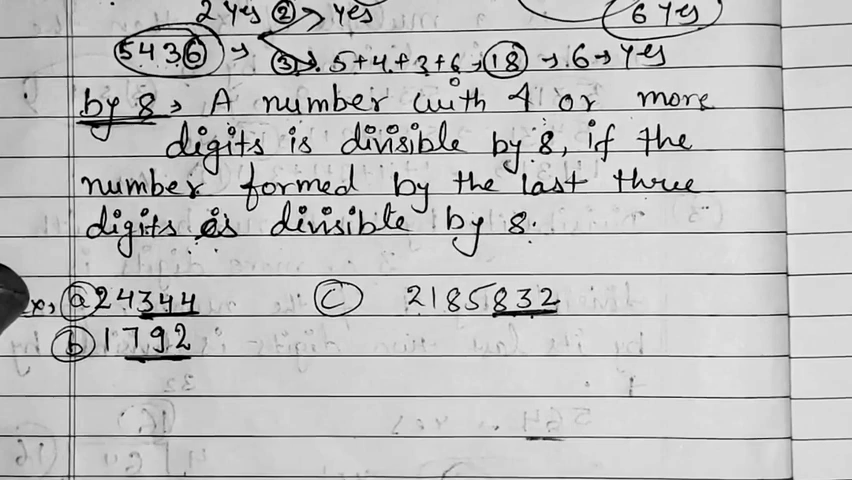 2 Yes ② → Yes
6 Yes
5436 → ③ → 5+4+3+6 → 18 → 6 → Yes
by 8 → A number with 4 or more
digits is divisible by 8, if the
number formed by the last three
digits is divisible by 8.
Ex, ⓐ 24344 ⓒ 2185832
ⓑ 1792